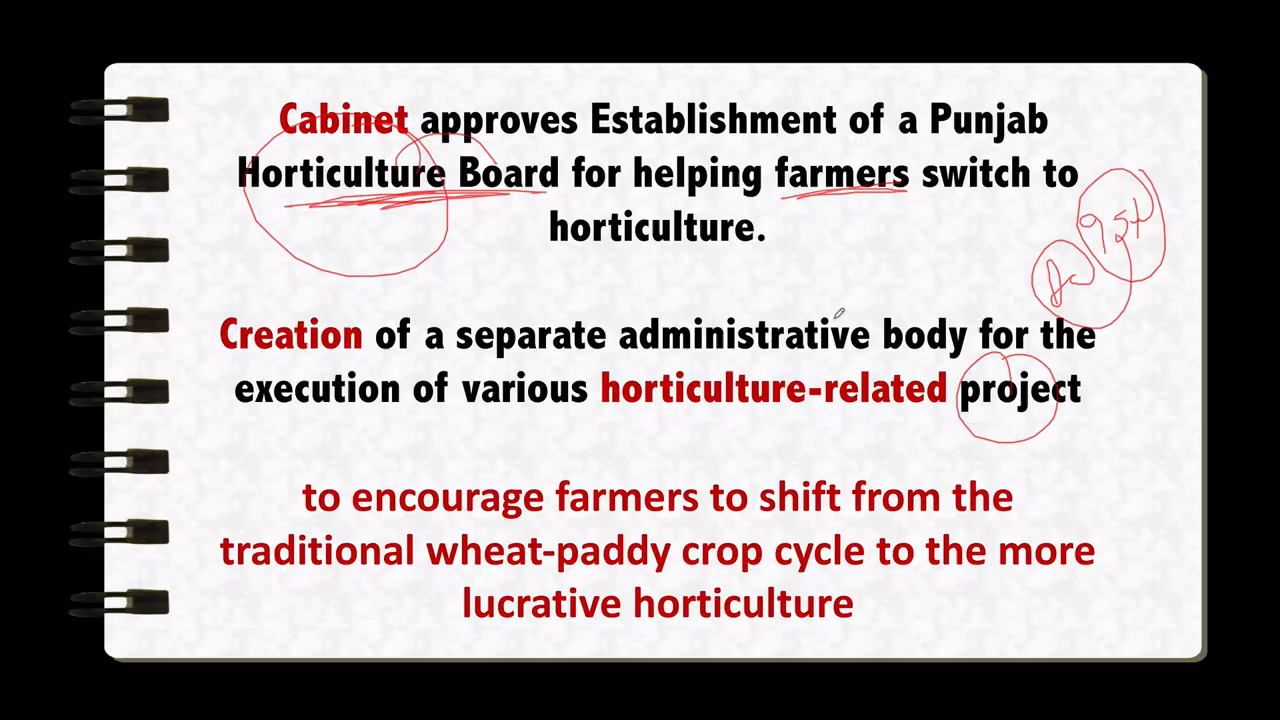 Cabinet approves Establishment of a Punjab
Horticulture Board for helping farmers switch to
horticulture.
Creation of a separate administrative body for the
execution of various horticulture-related project
to encourage farmers to shift from the
traditional wheat-paddy crop cycle to the more
lucrative horticulture